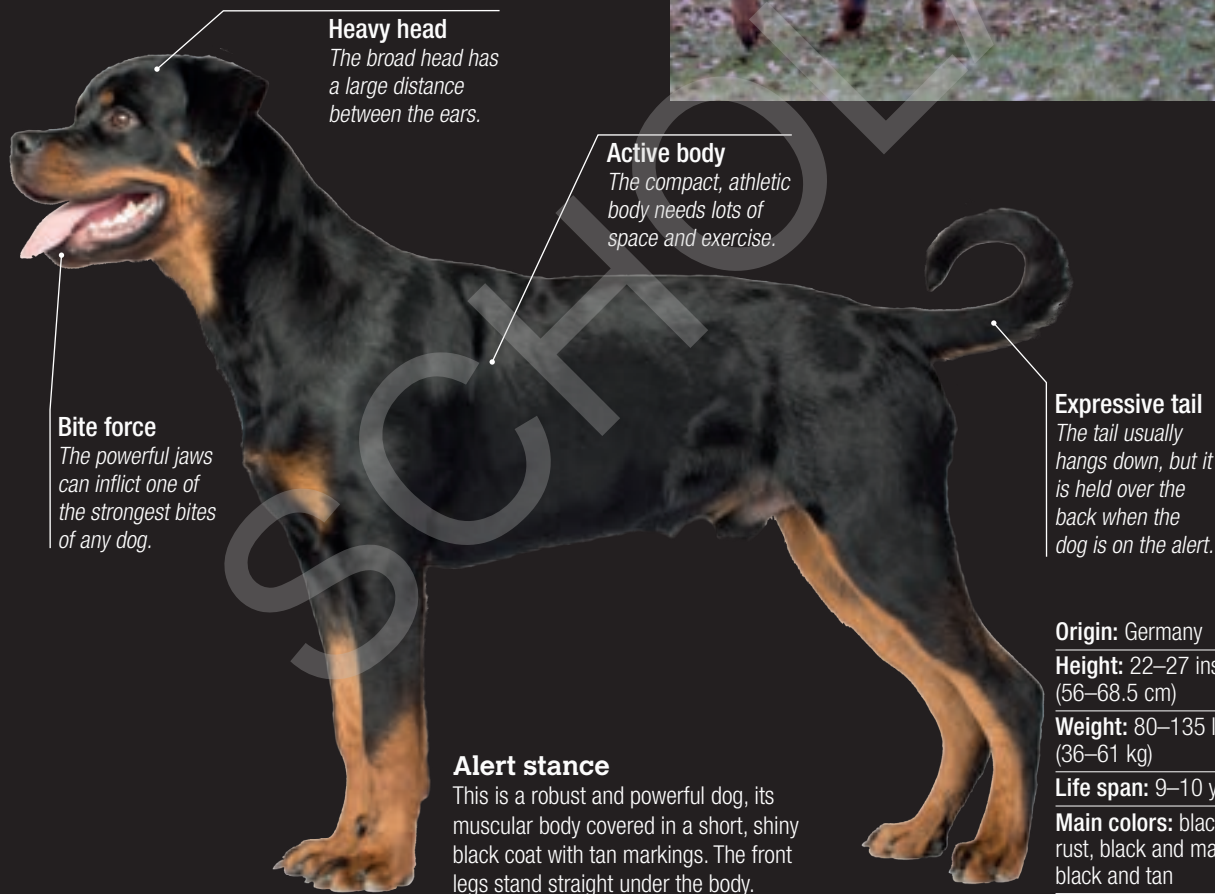 Heavy head
The broad head has
a large distance
between the ears.
Active body
The compact, athletic
body needs lots of
space and exercise.
Bite force
The powerful jaws
can inflict one of
the strongest bites
of any dog.
Expressive tail
The tail usually
hangs down, but it
is held over the
back when the
dog is on the alert.
Alert stance
This is a robust and powerful dog, its
muscular body covered in a short, shiny
black coat with tan markings. The front
legs stand straight under the body.
Origin: Germany
Height: 22–27 ins
(56–68.5 cm)
Weight: 80–135
(36–61 kg)
Life span: 9–10
Main colors:
rust, black and
black and tan
SCHOL